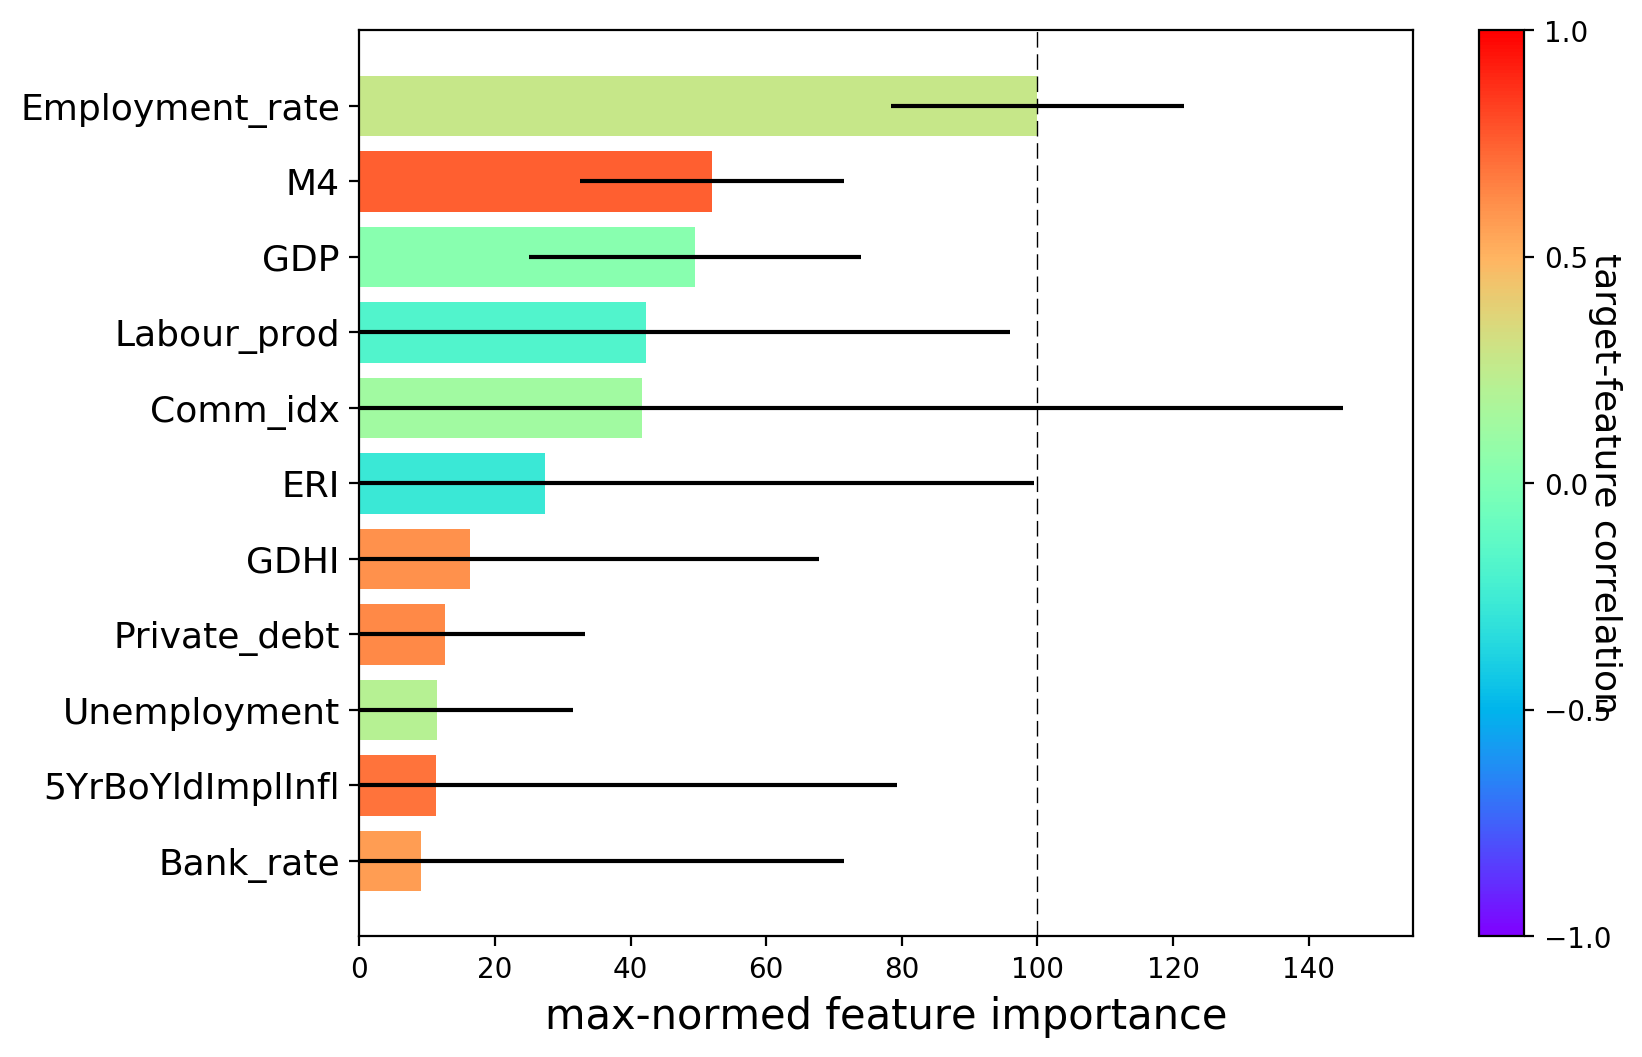 Employment_rate
M4
GDP
Labour_prod
Comm_idx
ERI
GDHI
Private_debt
Unemployment
5YrBoYldImplInfl
Bank_rate
0 20 40 60 80 100 120 140
max-normed feature importance
1.0
0.5
0.0
−0.5
−1.0
target-feature correlation